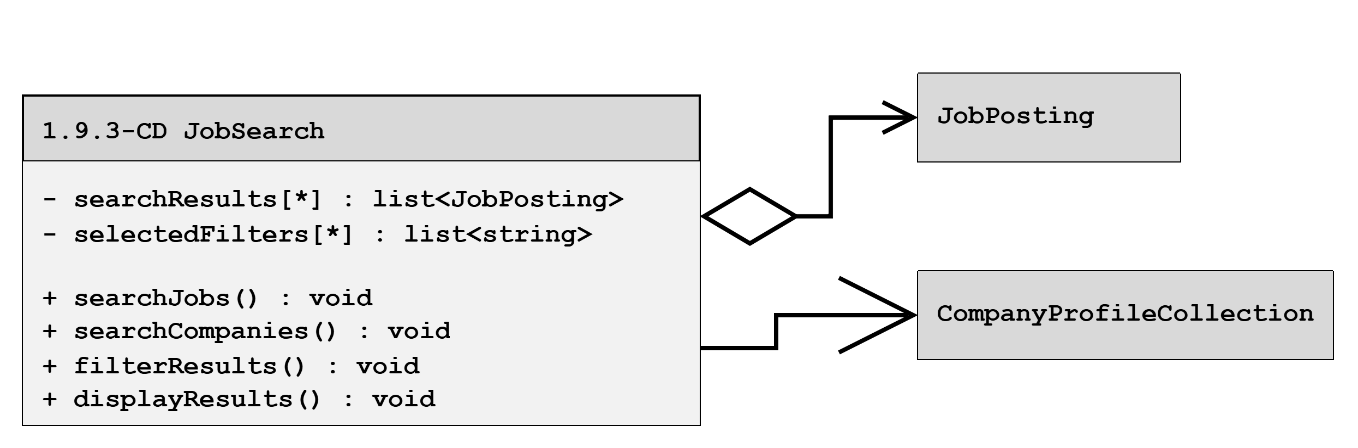 1.9.3-CD JobSearch
- searchResults[*] : list<JobPosting>
- selectedFilters[*] : list<string>
+ searchJobs() : void
+ searchCompanies() : void
+ filterResults() : void
+ displayResults() : void
JobPosting
CompanyProfileCollection